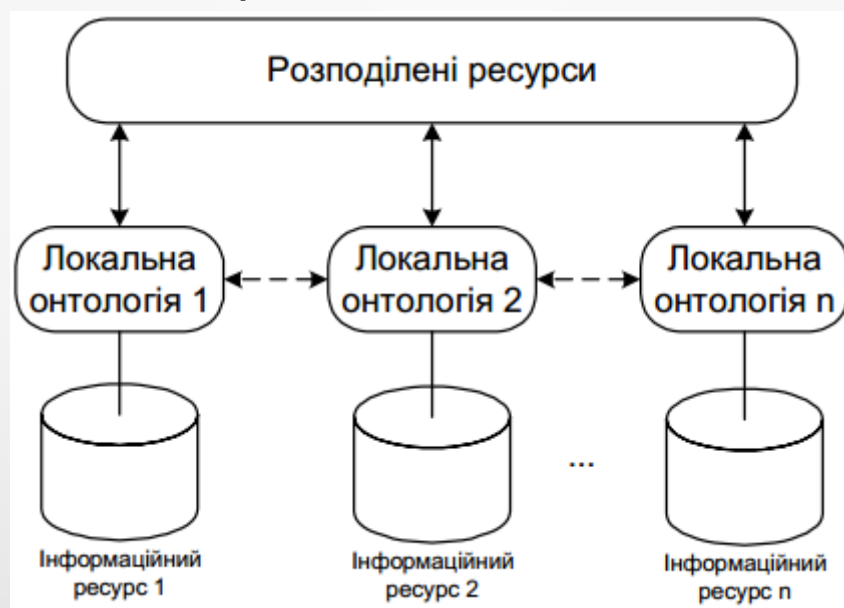 Розподілені ресурси
Локальна
онтологія 1
Локальна
онтологія 2
Локальна
онтологія n
...
Інформаційний
ресурс 1
Інформаційний
ресурс 2
Інформаційний
ресурс n